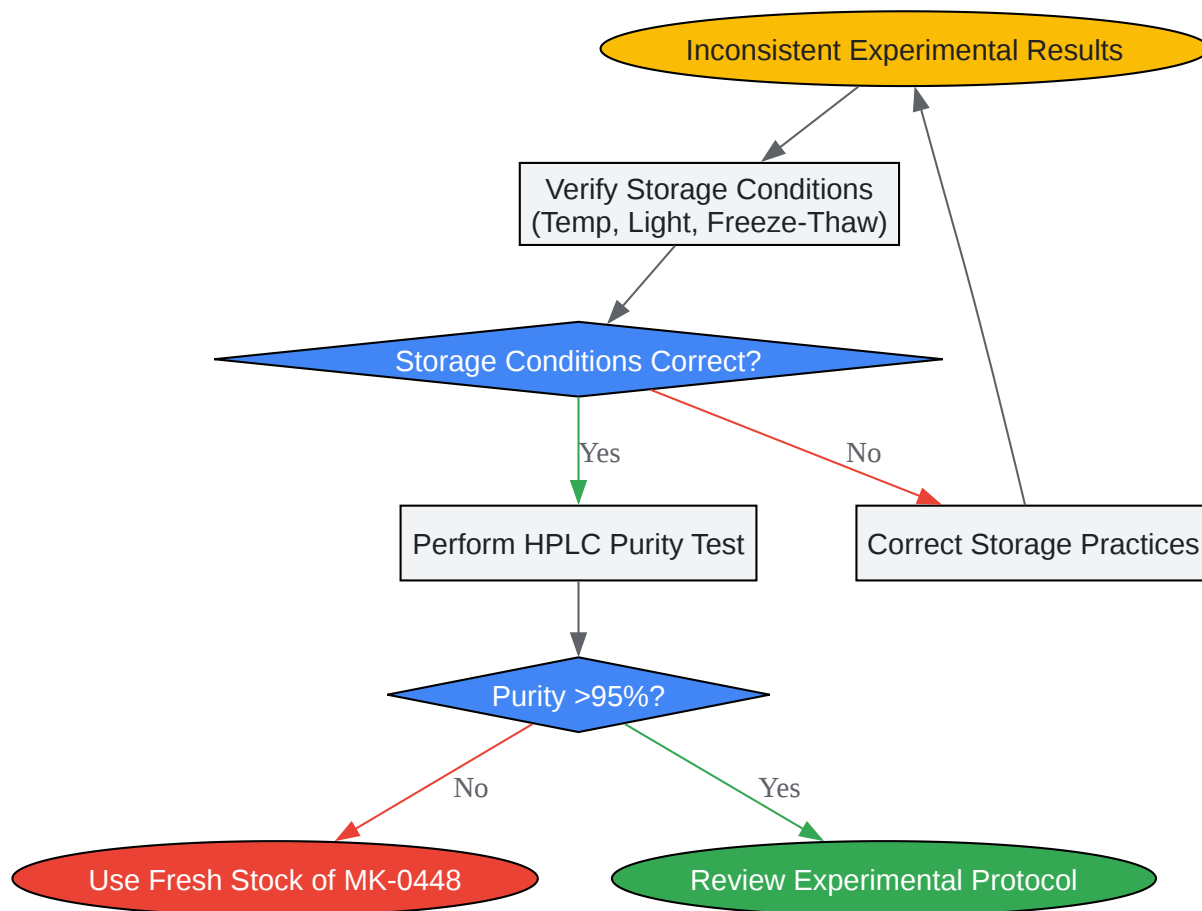 Inconsistent Experimental Results
Verify Storage Conditions
(Temp, Light, Freeze-Thaw)
Storage Conditions Correct?
Yes
No
Perform HPLC Purity Test
Correct Storage Practices
Purity >95%?
No
Yes
Use Fresh Stock of MK-0448
Review Experimental Protocol